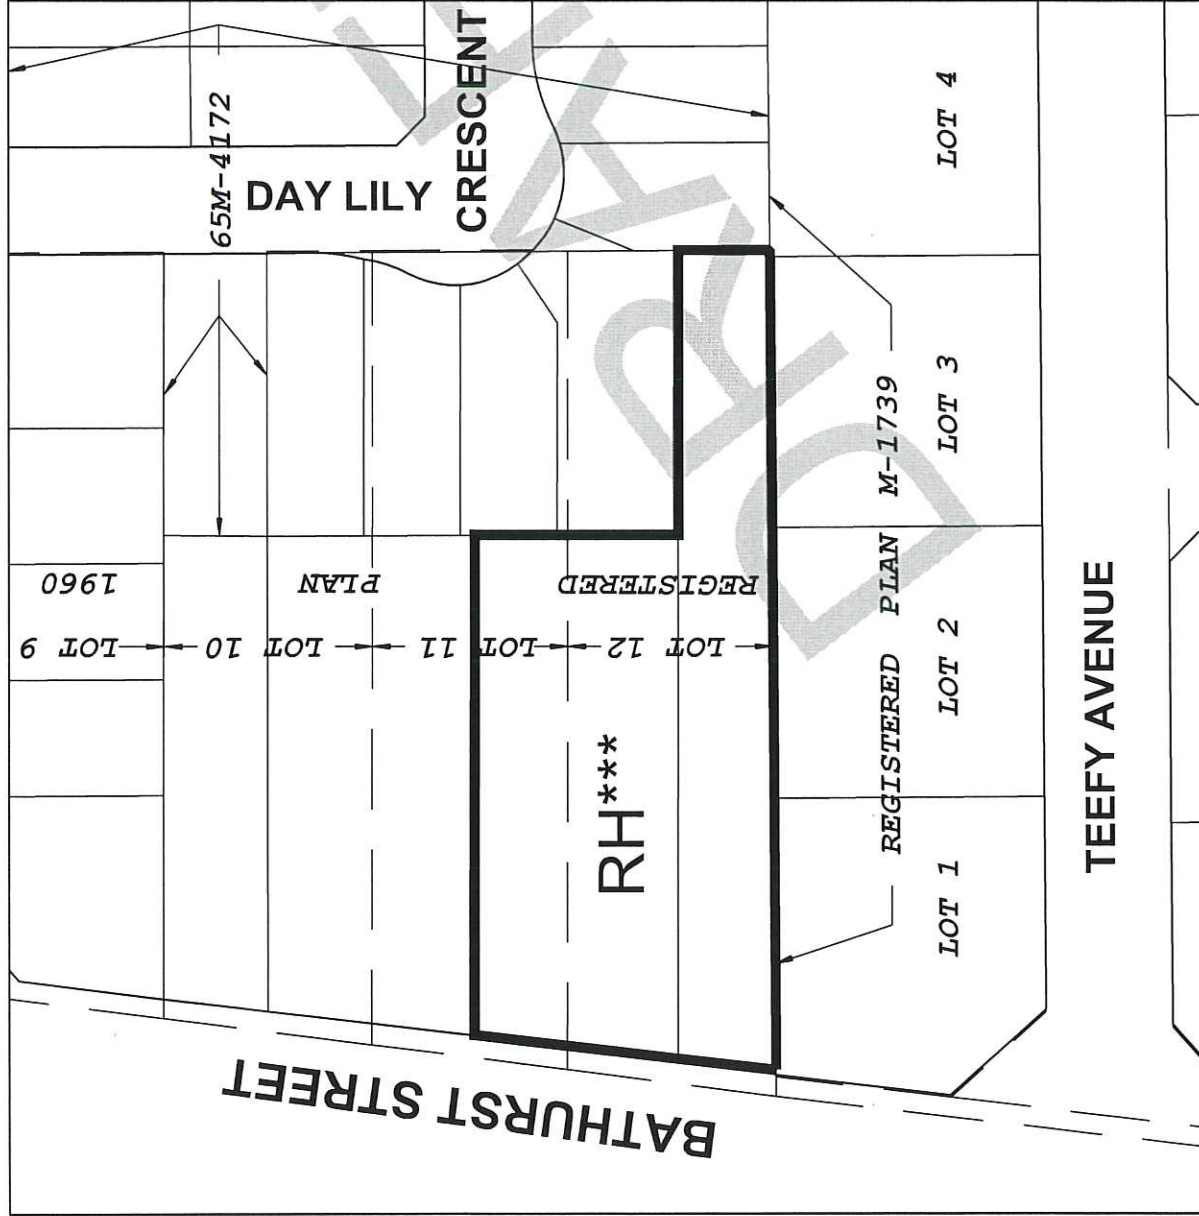 65M-4172
DAY LILY
CRESCENT
LOT 4
LOT 3
LOT 2
LOT 1
REGISTERED PLAN M-1739
TEEFY AVENUE
REGISTERED PLAN 1960
LOT 9
LOT 10
LOT 11
LOT 12
RH***
BATHURST STREET
DRAF